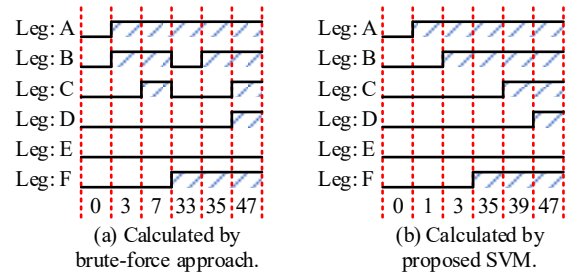 Leg: A
Leg: B
Leg: C
Leg: D
Leg: E
Leg: F
0 3 7 33 35 47
(a) Calculated by
brute-force approach.
Leg: A
Leg: B
Leg: C
Leg: D
Leg: E
Leg: F
0 1 3 35 39 47
(b) Calculated by
proposed SVM.